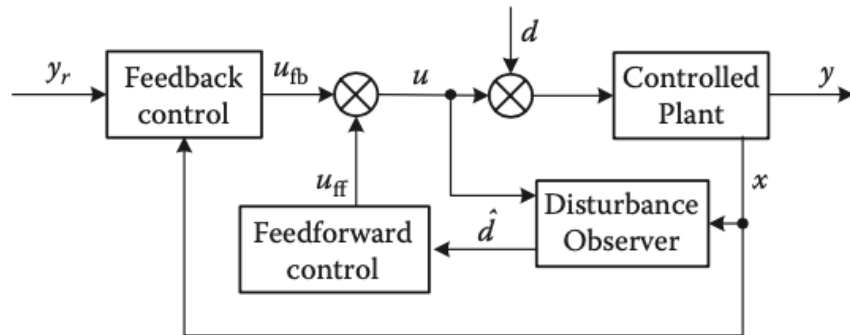 d
y_r
Feedback
control
u_fb
u
Controlled
Plant
y
u_ff
x
Feedforward
control
d̂
Disturbance
Observer